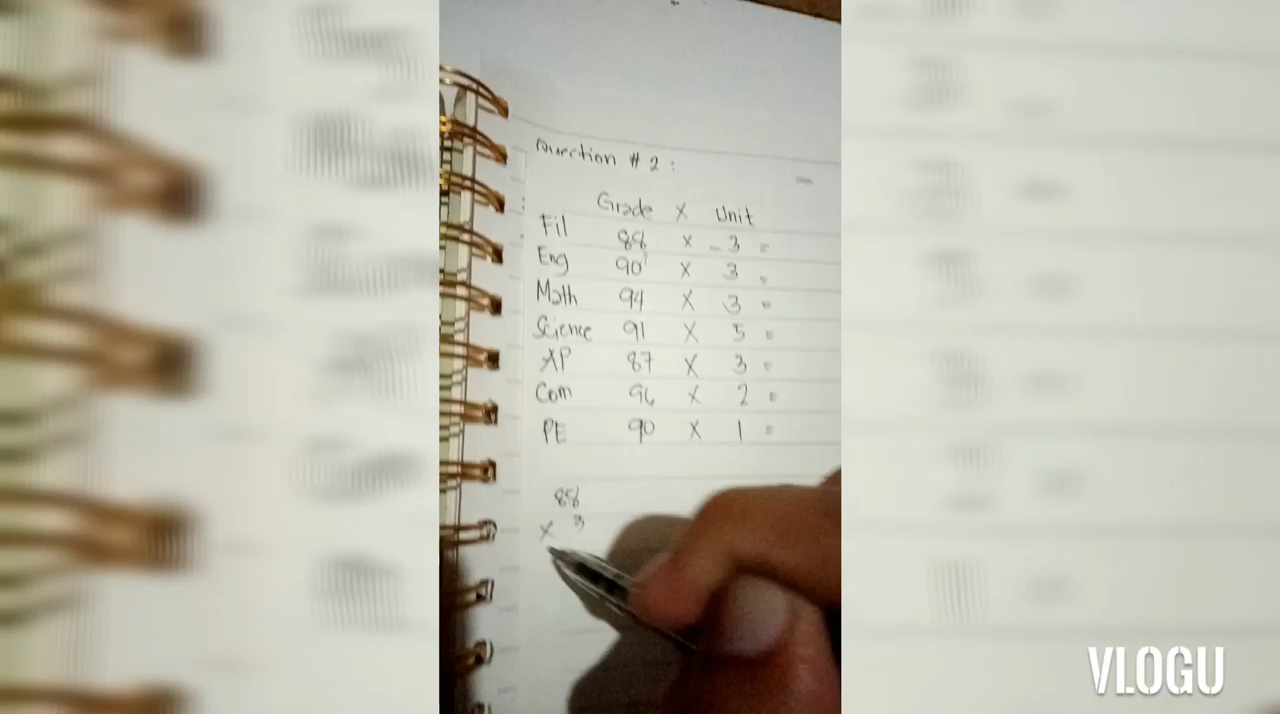 Question # 2 :
Grade X Unit
Fil 88 x 3 =
Eng 90 X 3 =
Math 94 X 3 =
Science 91 X 5 =
AP 87 X 3 =
Com 96 x 2 =
PE 90 X 1 =
88
x 3
VLOGU